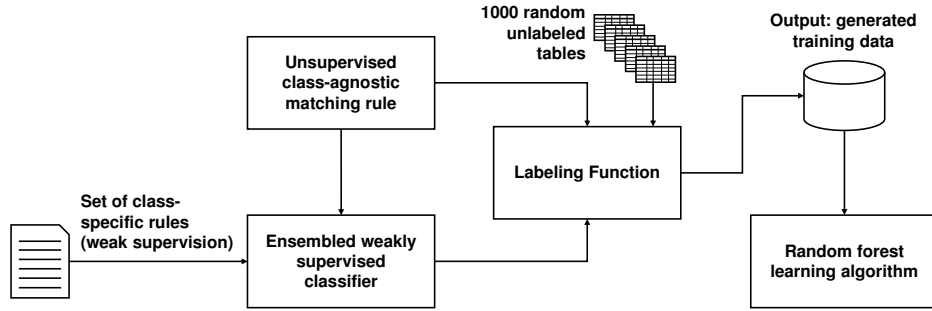 1000 random
unlabeled
tables
Output: generated
training data
Unsupervised
class-agnostic
matching rule
Labeling Function
Set of class-
specific rules
(weak supervision)
Ensembled weakly
supervised
classifier
Random forest
learning algorithm